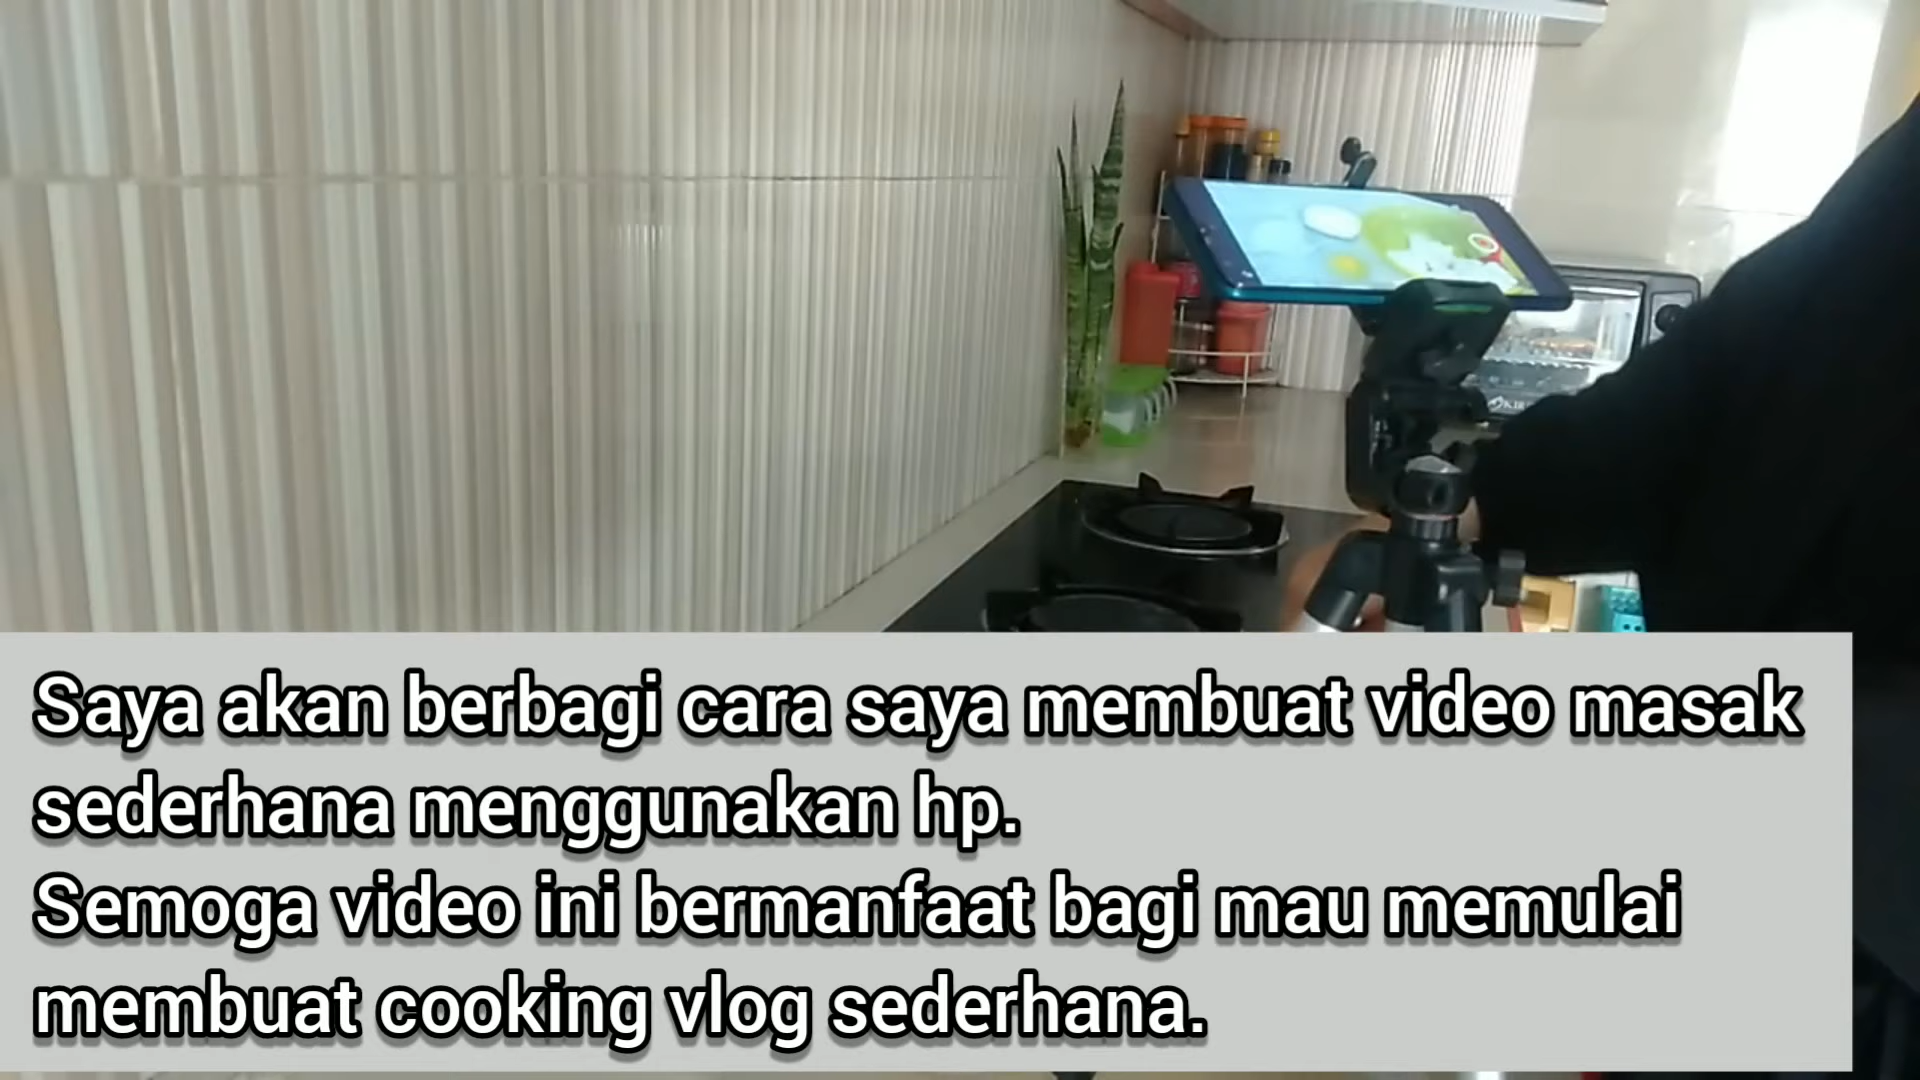 Saya akan berbagi cara saya membuat video masak
sederhana menggunakan hp.
Semoga video ini bermanfaat bagi mau memulai
membuat cooking vlog sederhana.